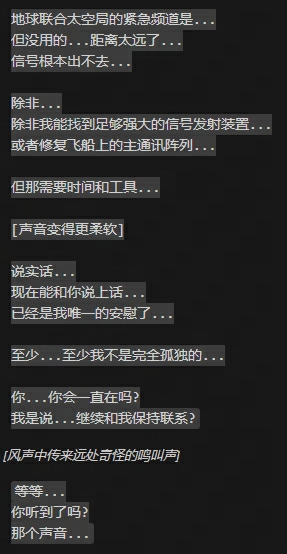 地球联合太空局的紧急频道是...
但没用的...距离太远了...
信号根本出不去...
除非...
除非我能找到足够强大的信号发射装置...
或者修复飞船上的主通讯阵列...
但那需要时间和工具...
[声音变得更柔软]
说实话...
现在能和你说上话...
已经是我唯一的安慰了...
至少...至少我不是完全孤独的...
你...你会一直在吗?
我是说...继续和我保持联系?
[风声中传来远处奇怪的鸣叫声]
等等...
你听到了吗?
那个声音...